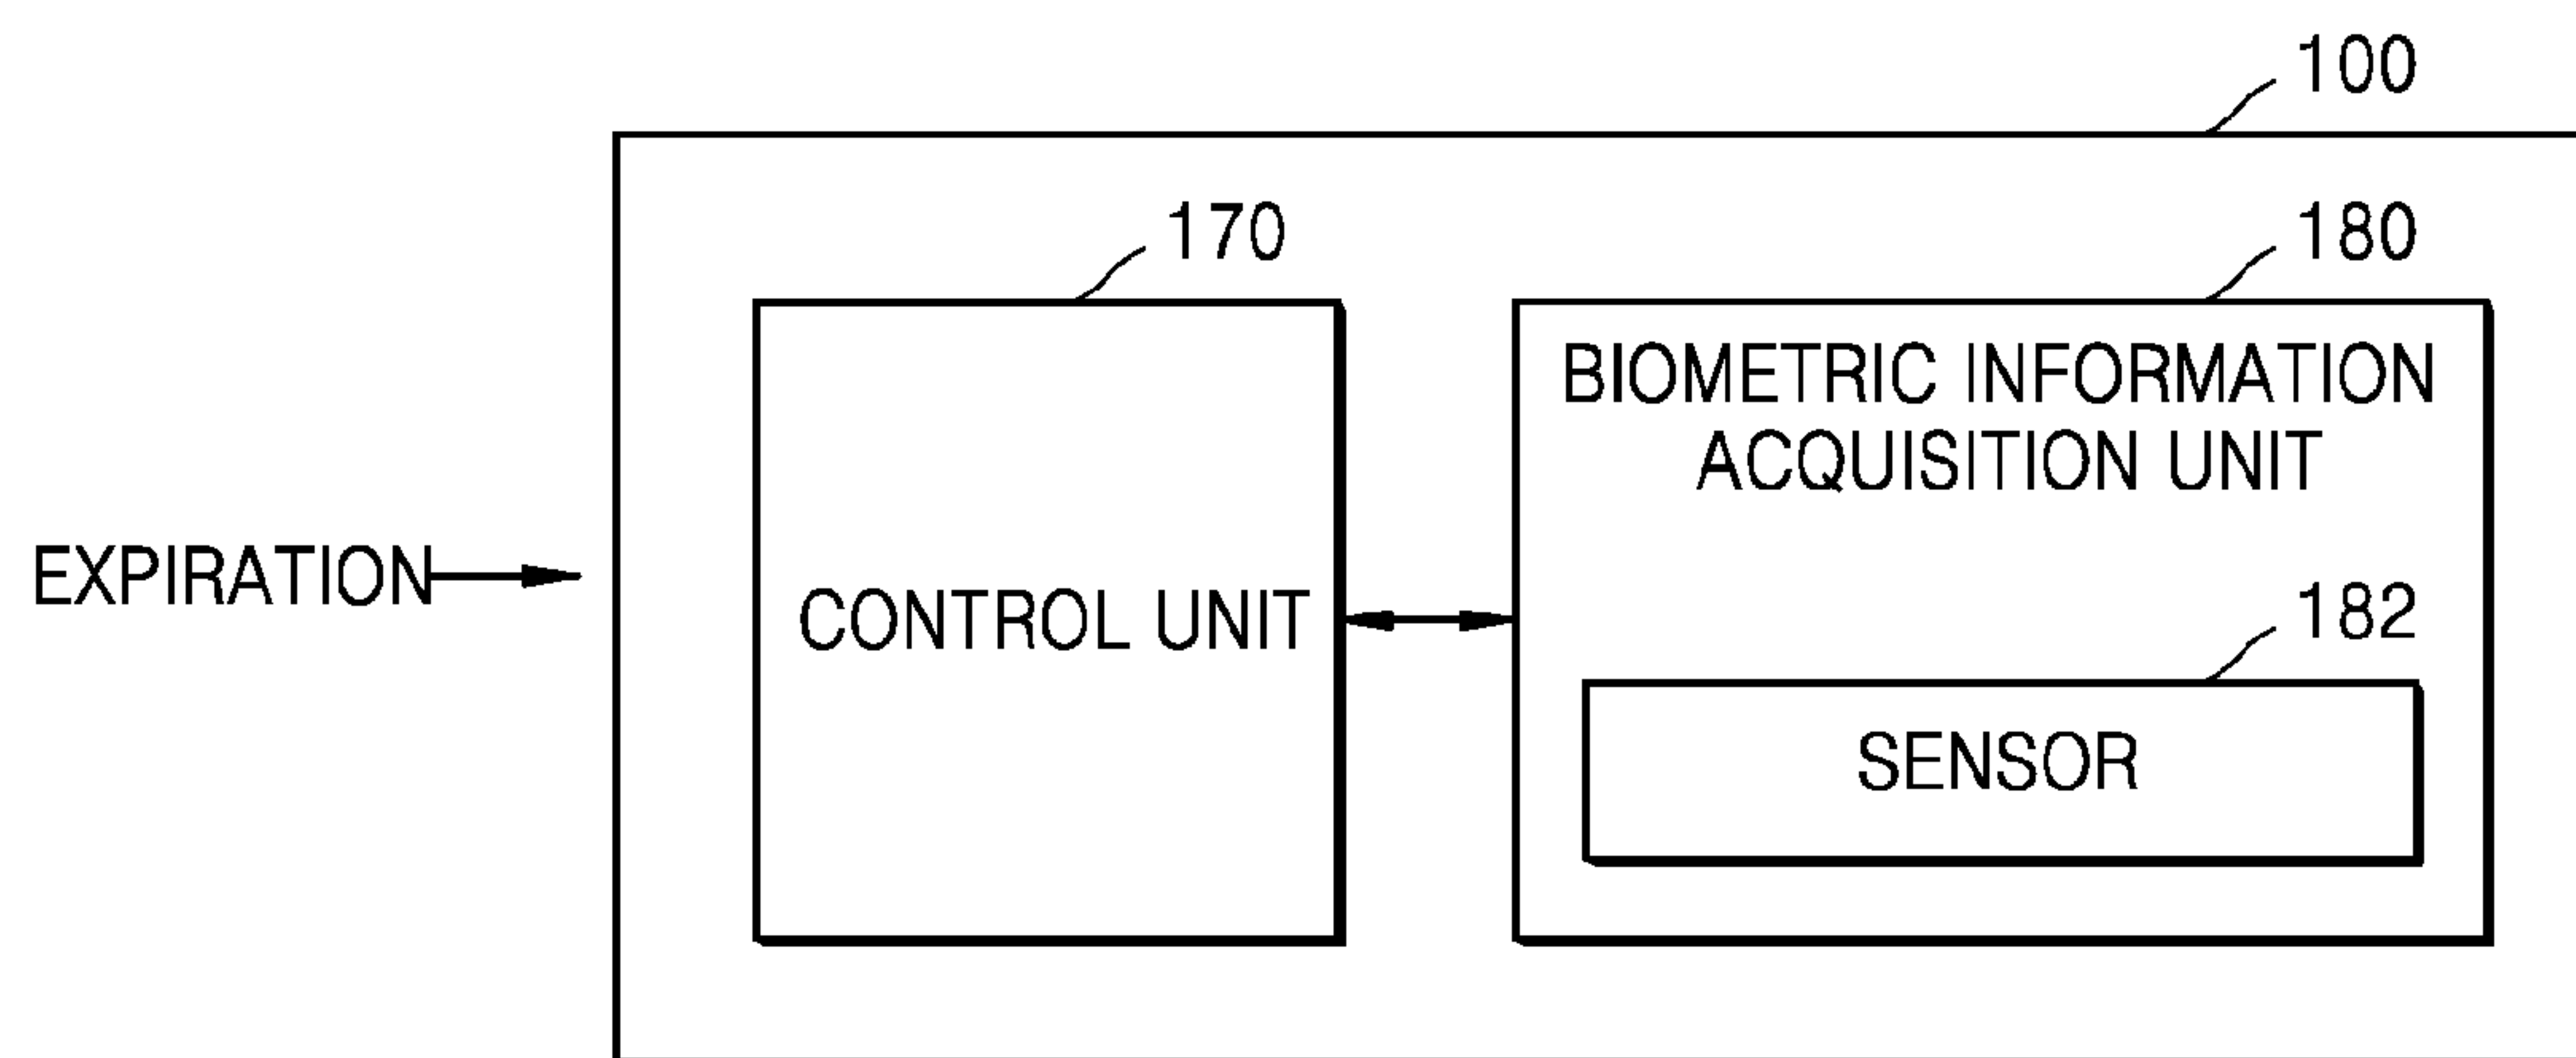 100
170
180
BIOMETRIC INFORMATION
ACQUISITION UNIT
EXPIRATION
CONTROL UNIT
182
SENSOR